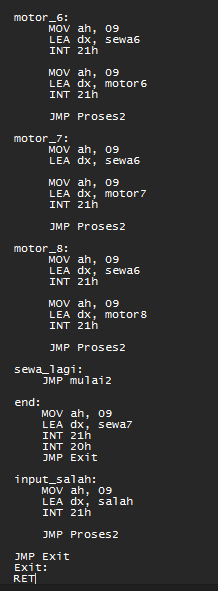 motor_6:
MOV ah, 09
LEA dx, sewa6
INT 21h
MOV ah, 09
LEA dx, motor6
INT 21h
JMP Proses2
motor_7:
MOV ah, 09
LEA dx, sewa6
MOV ah, 09
LEA dx, motor7
INT 21h
JMP Proses2
motor_8:
MOV ah, 09
LEA dx, sewa6
INT 21h
MOV ah, 09
LEA dx, motor8
JMP Proses2
sewa_lagi:
JMP mulai2
end:
MOV ah, 09
LEA dx, sewa7
INT 21h
INT 20h
JMP Exit
input_salah:
MOV ah, 09
LEA dx, salah
INT 21h
JMP Proses2
JMP Exit
Exit:
RET